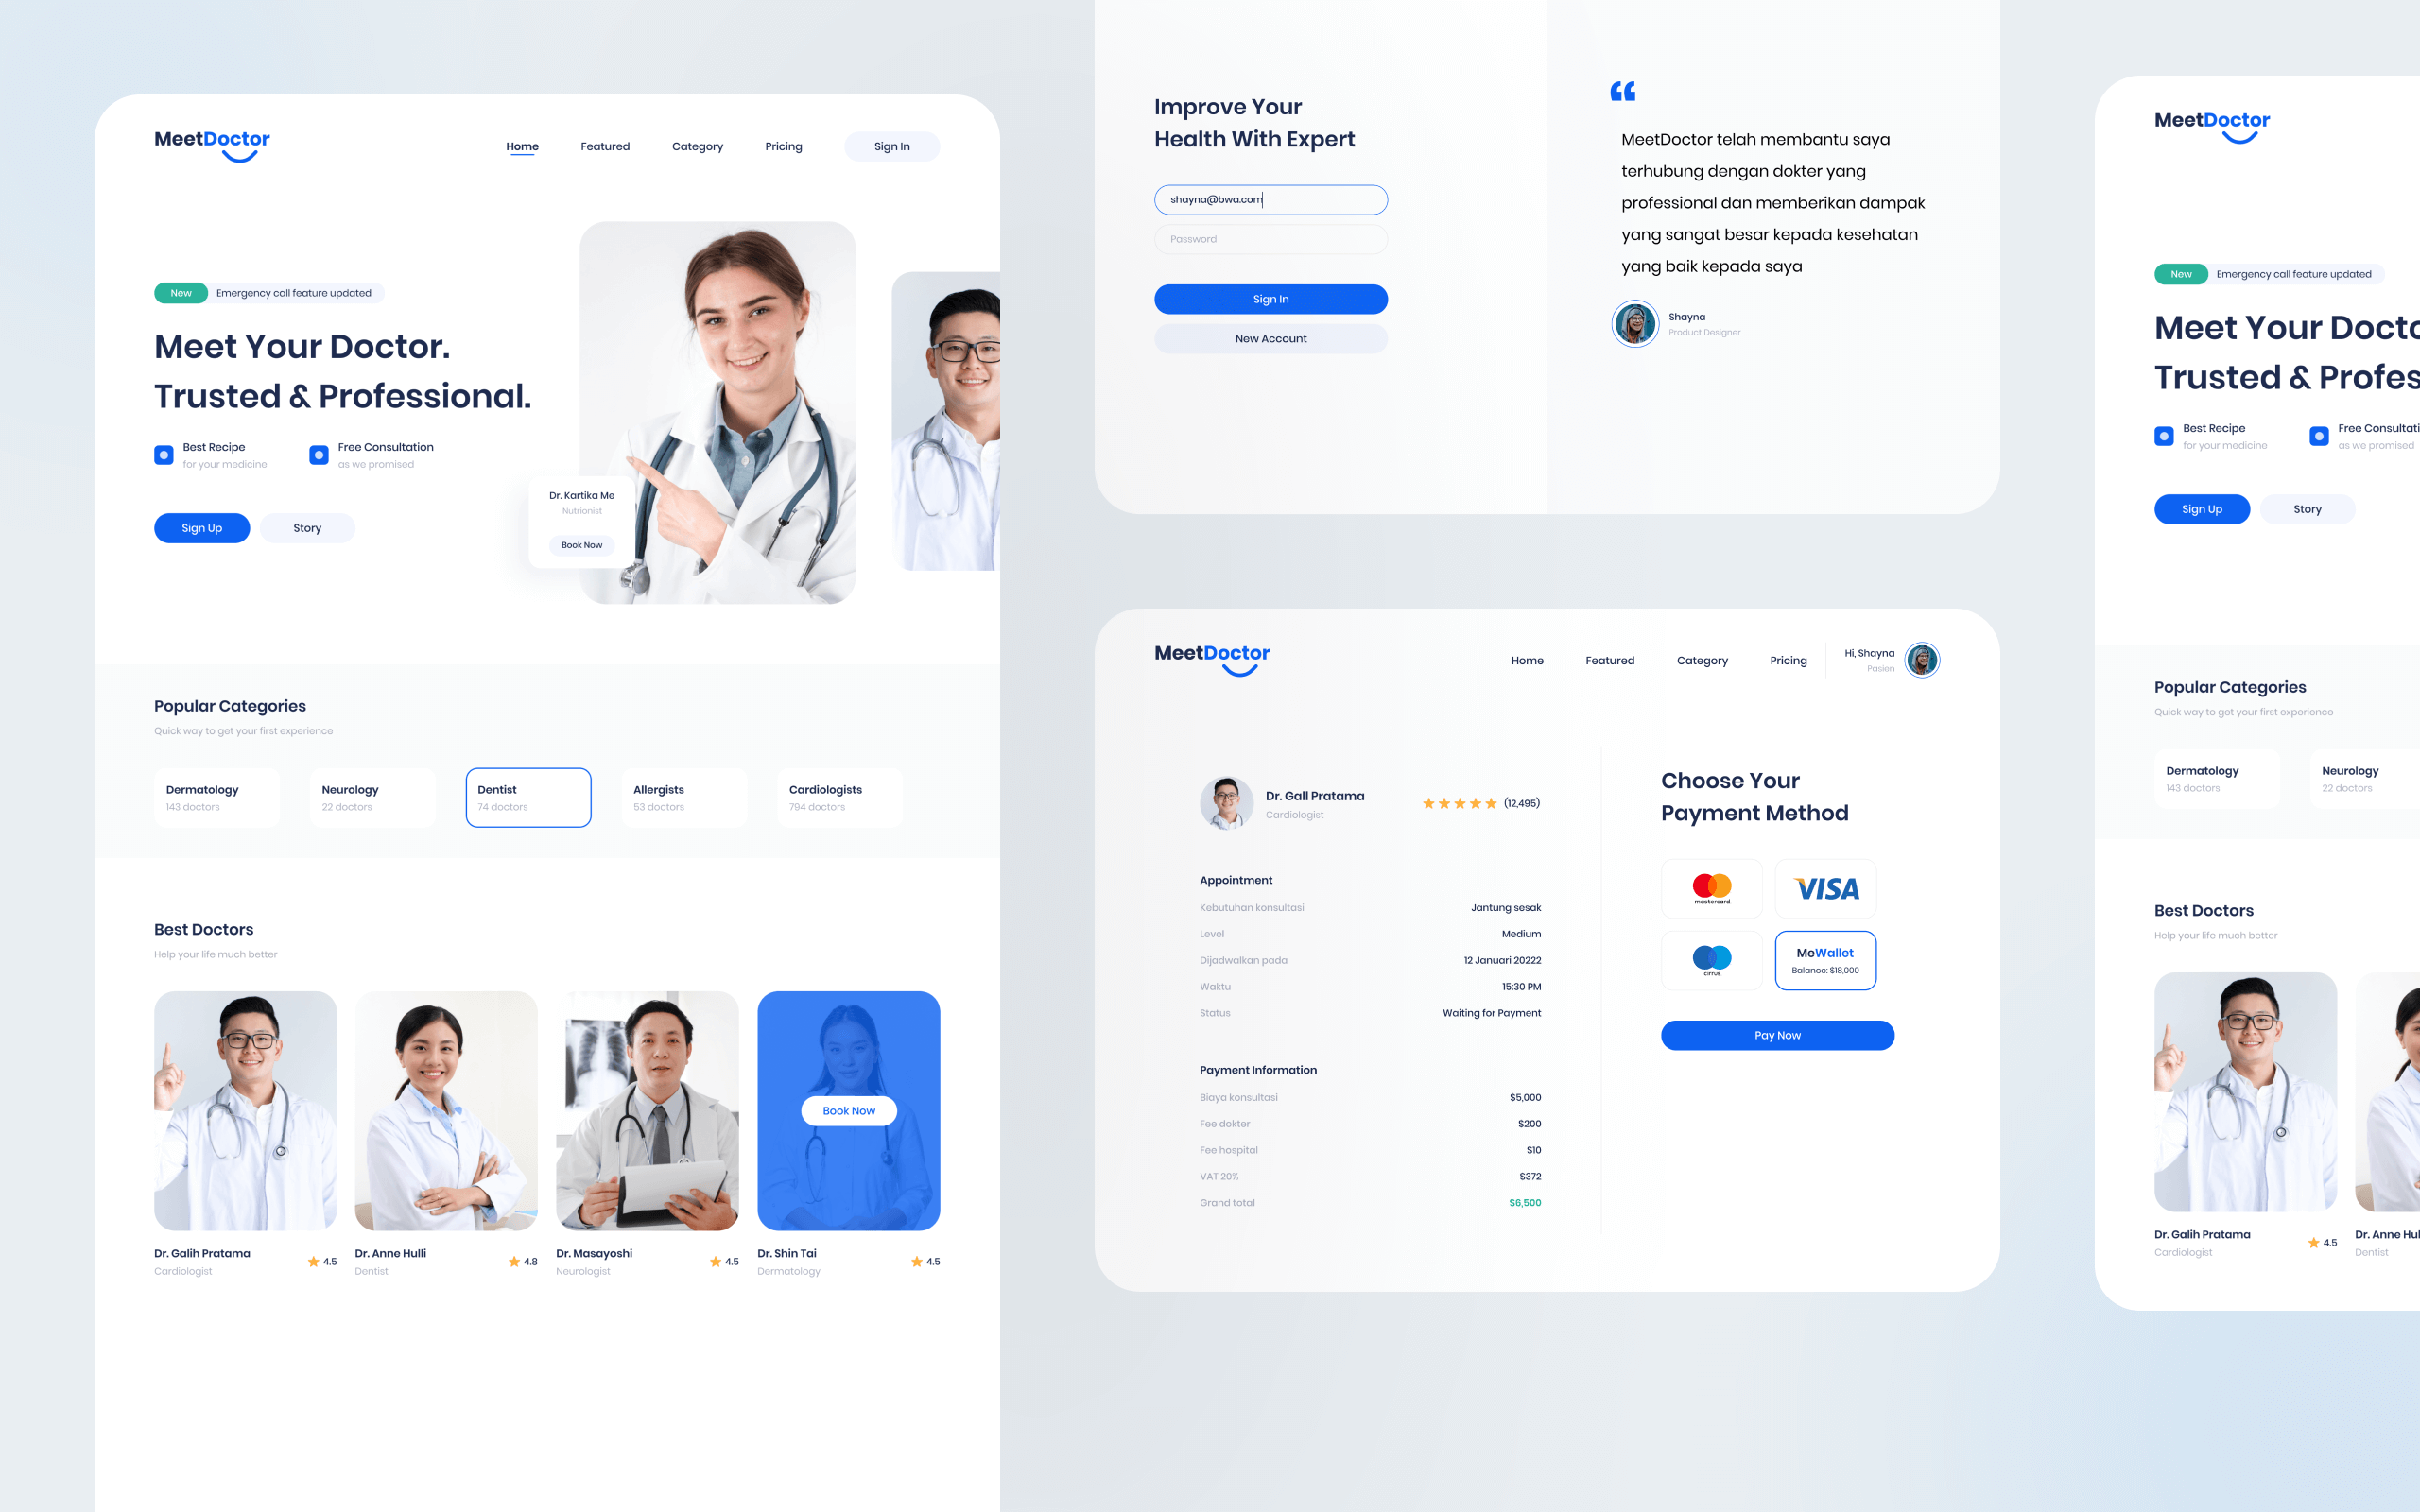 MeetDoctor
Home
Featured
Category
Pricing
Sign In
New
Emergency call feature updated
Meet Your Doctor.
Trusted & Professional.
Best Recipe
for your medicine
Free Consultation
as we promised
Sign Up
Story
Dr. Kartika Me
Nutrionist
Book Now
Popular Categories
Quick way to get your first experience
Dermatology
143 doctors
Neurology
22 doctors
Dentist
74 doctors
Allergists
53 doctors
Cardiologists
794 doctors
Best Doctors
Help your life much better
Book Now
Dr. Galih Pratama
Cardiologist
4.5
Dr. Anne Hulli
Dentist
4.8
Dr. Masayoshi
Neurologist
4.5
Dr. Shin Tai
Dermatology
4.5
Improve Your
Health With Expert
shayna@bwa.com
Password
Sign In
New Account
“
MeetDoctor telah membantu saya
terhubung dengan dokter yang
professional dan memberikan dampak
yang sangat besar kepada kesehatan
yang baik kepada saya
Shayna
Product Designer
MeetDoctor
Home
Featured
Category
Pricing
Hi, Shayna
Pasien
Dr. Gall Pratama
Cardiologist
(12,495)
Appointment
Kebutuhan konsultasi
Jantung sesak
Level
Medium
Dijadwalkan pada
12 Januari 20222
Waktu
15:30 PM
Status
Waiting for Payment
Payment Information
Biaya konsultasi
$5,000
Fee dokter
$200
Fee hospital
$10
VAT 20%
$372
Grand total
$6,500
Choose Your
Payment Method
mastercard
VISA
cirrus
MeWallet
Balance: $18,000
Pay Now
MeetDoctor
New
Emergency call feature updated
Meet Your Docto
Trusted & Profes
Best Recipe
for your medicine
Free Consultati
as we promised
Sign Up
Story
Popular Categories
Quick way to get your first experience
Dermatology
143 doctors
Neurology
22 doctors
Best Doctors
Help your life much better
Dr. Galih Pratama
Cardiologist
4.5
Dr. Anne Hul
Dentist